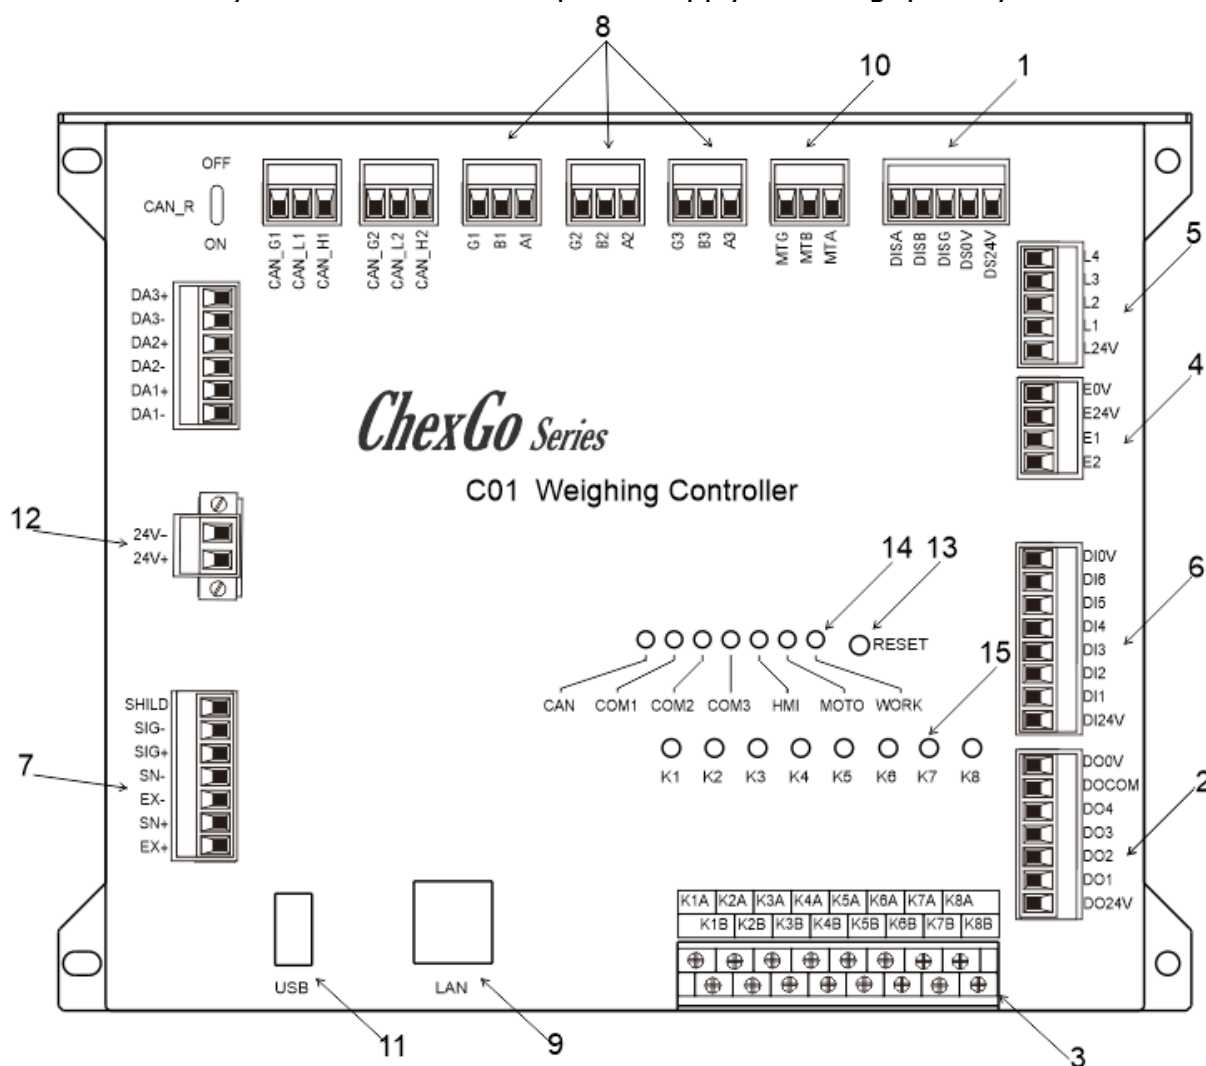 8
10
1
OFF
CAN_R
ON
CAN_G1
CAN_L1
CAN_H1
CAN_G2
CAN_L2
CAN_H2
G1
B1
A1
G2
B2
A2
G3
B3
A3
MTG
MTB
MTA
DISA
DISB
DISG
DS0V
DS24V
L4
L3
L2
L1
L24V
5
DA3+
DA3-
DA2+
DA2-
DA1+
DA1-
E0V
E24V
E1
E2
4
ChexGo Series
C01 Weighing Controller
12
24V-
24V+
14
13
RESET
CAN
COM1
COM2
COM3
HMI
MOTO
WORK
15
K1
K2
K3
K4
K5
K6
K7
K8
DI0V
DI6
DI5
DI4
DI3
DI2
DI1
DI24V
6
7
SHILD
SIG-
SIG+
SN-
EX-
SN+
EX+
DO0V
DOCOM
DO4
DO3
DO2
DO1
DO24V
2
K1A K2A K3A K4A K5A K6A K7A K8A
K1B K2B K3B K4B K5B K6B K7B K8B
USB
LAN
11
9
3